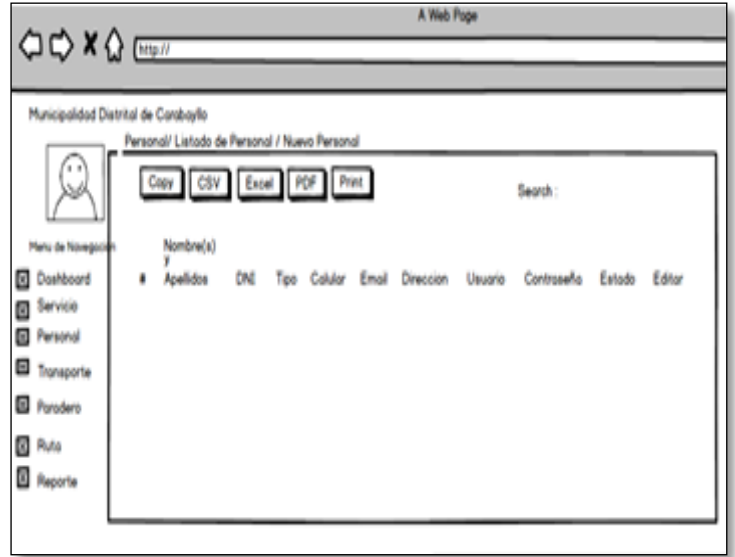 A Web Page
http://
Municipalidad Distrital de Carabayllo
Personal/ Listado de Personal / Nuevo Personal
Copy CSV Excel PDF Print
Search :
Menu de Navegacion
Nombre(s)
y
# Apellidos DNI Tipo Calular Email Direccion Usuario Contraseña Estado Editar
Dashboard
Servicio
Personal
Transporte
Paradero
Ruta
Reporte